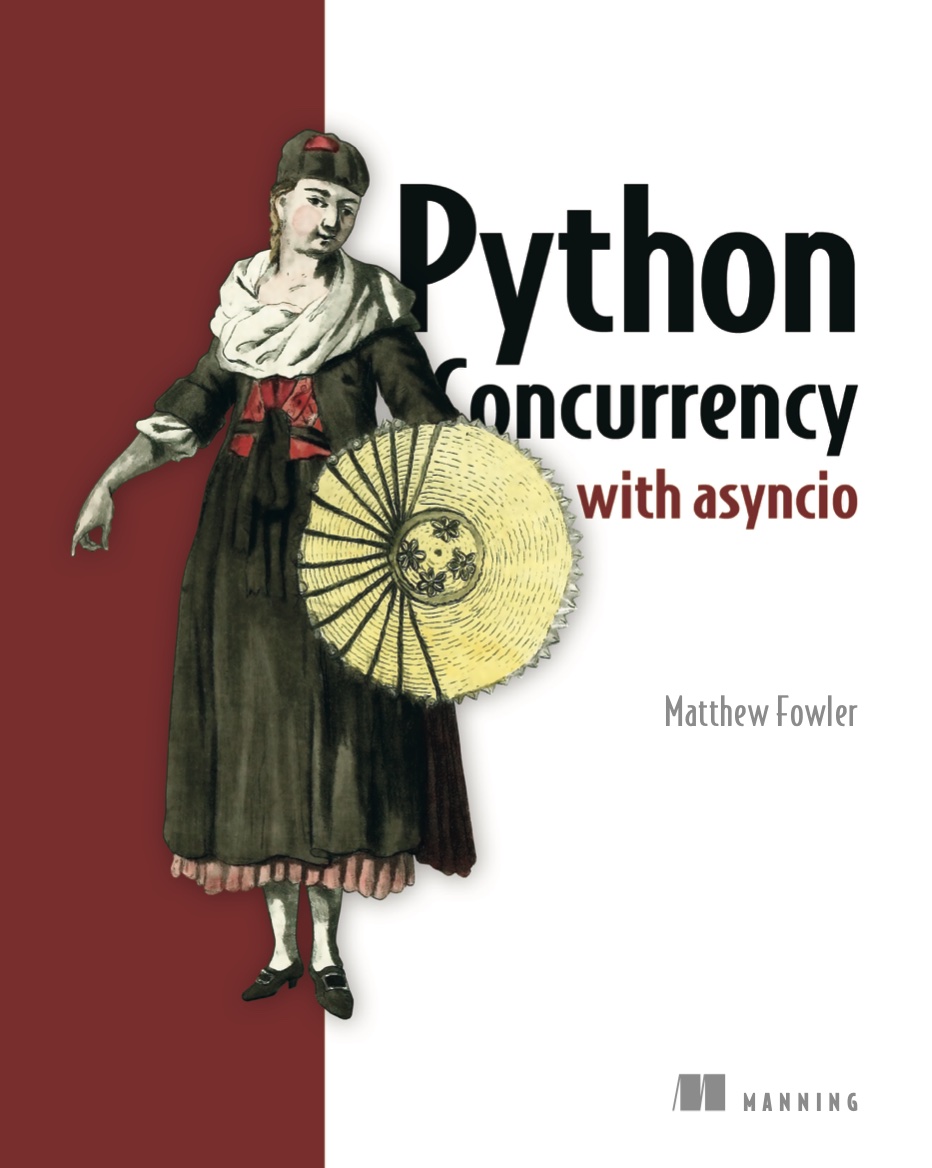 Python
Concurrency
with asyncio
Matthew Fowler
MANNING